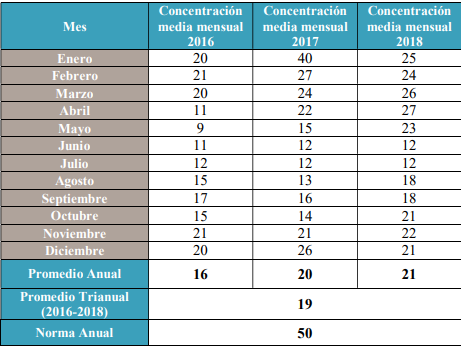 Mes Concentración media mensual 2016 Concentración media mensual 2017 Concentración media mensual 2018
Enero 20 40 25
Febrero 21 27 24
Marzo 20 24 26
Abril 11 22 27
Mayo 9 15 23
Junio 11 12 12
Julio 12 12 12
Agosto 15 13 18
Septiembre 17 16 18
Octubre 15 14 21
Noviembre 21 21 22
Diciembre 20 26 21
Promedio Anual 16 20 21
Promedio Trianual (2016-2018) 19
Norma Anual 50